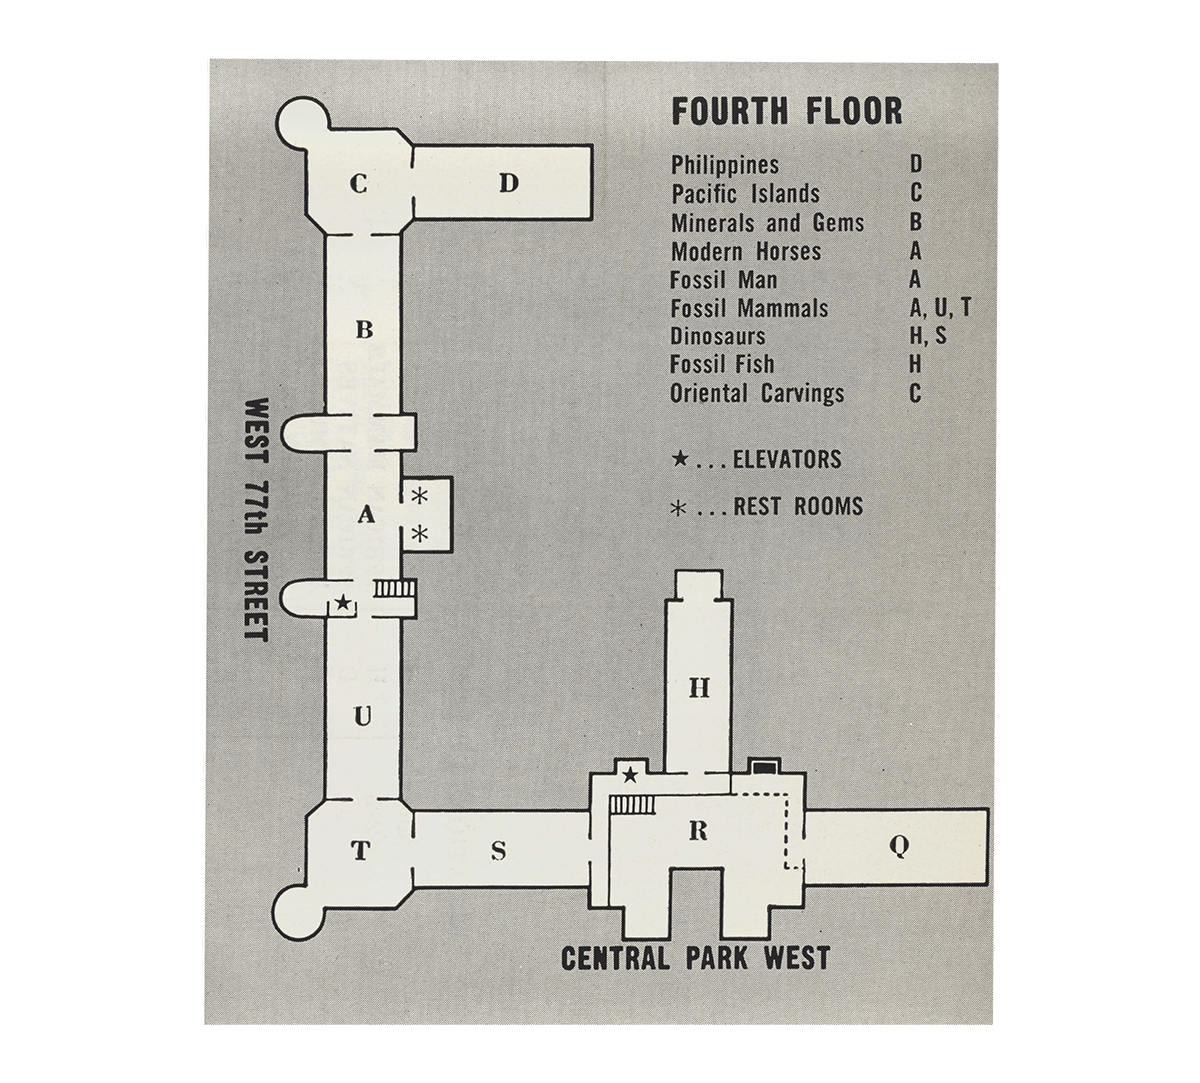 FOURTH FLOOR
Philippines D
Pacific Islands C
Minerals and Gems B
Modern Horses A
Fossil Man A
Fossil Mammals A, U, T
Dinosaurs H, S
Fossil Fish H
Oriental Carvings C
★ ... ELEVATORS
* ... REST ROOMS
C
D
B
A
*
*
★
U
T
S
H
★
R
Q
WEST 77th STREET
CENTRAL PARK WEST